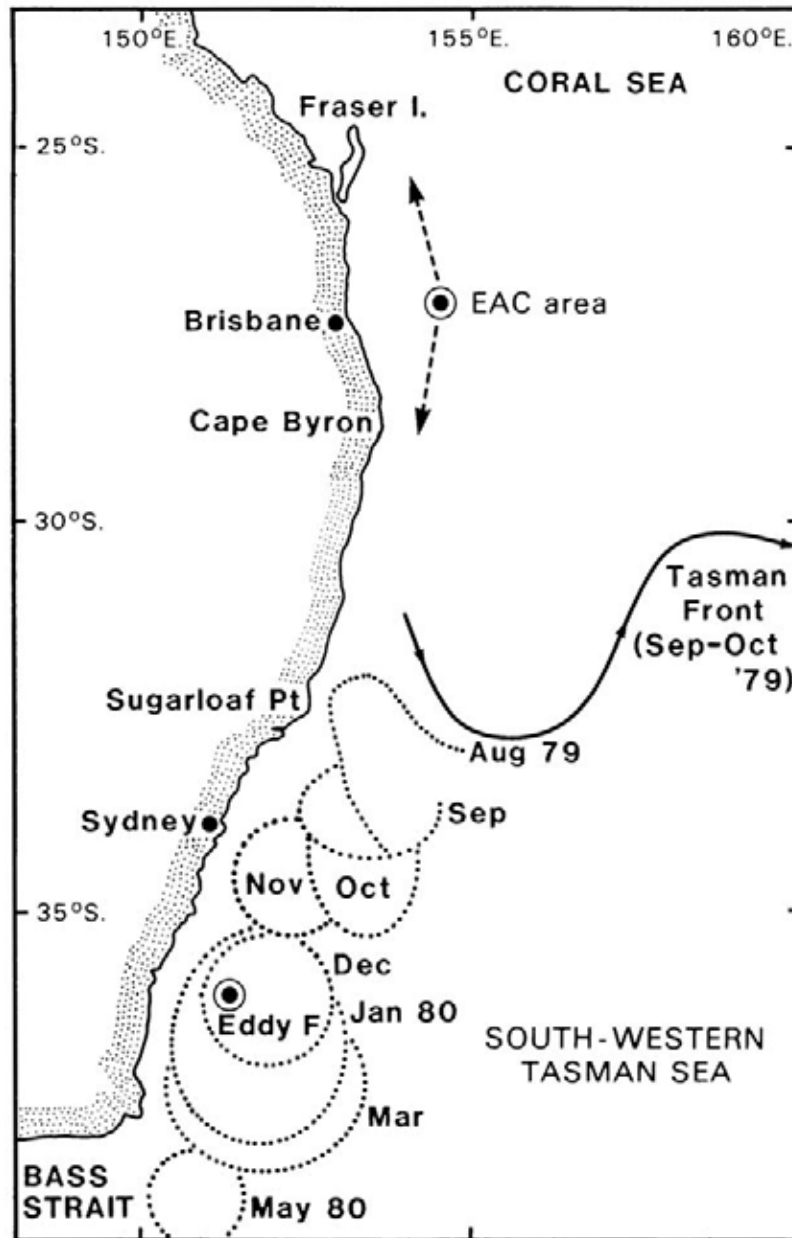 150°E.
155°E.
160°E.
CORAL SEA
Fraser I.
25°S.
EAC area
Brisbane
Cape Byron
30°S.
Tasman
Front
(Sep-Oct
'79)
Sugarloaf Pt
Aug 79
Sep
Sydney
Nov
Oct
35°S.
Dec
Jan 80
Eddy F
SOUTH-WESTERN
TASMAN SEA
Mar
BASS
STRAIT
May 80